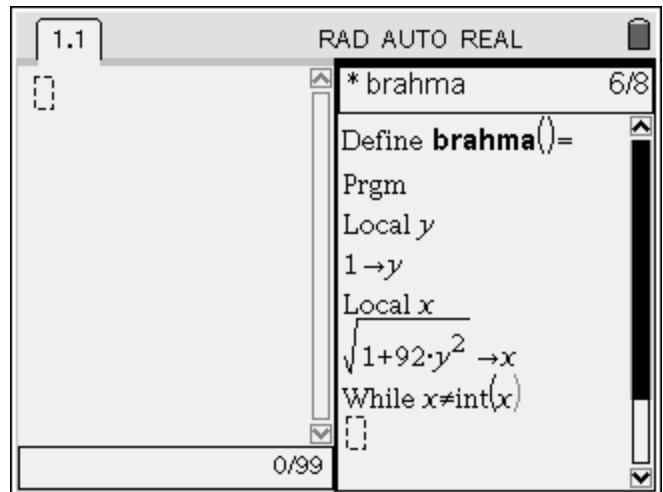 1.1 RAD AUTO REAL
0/99
* brahma 6/8
Define brahma()=
Prgm
Local y
1→y
Local x
√1+92·y² →x
While x≠int(x)